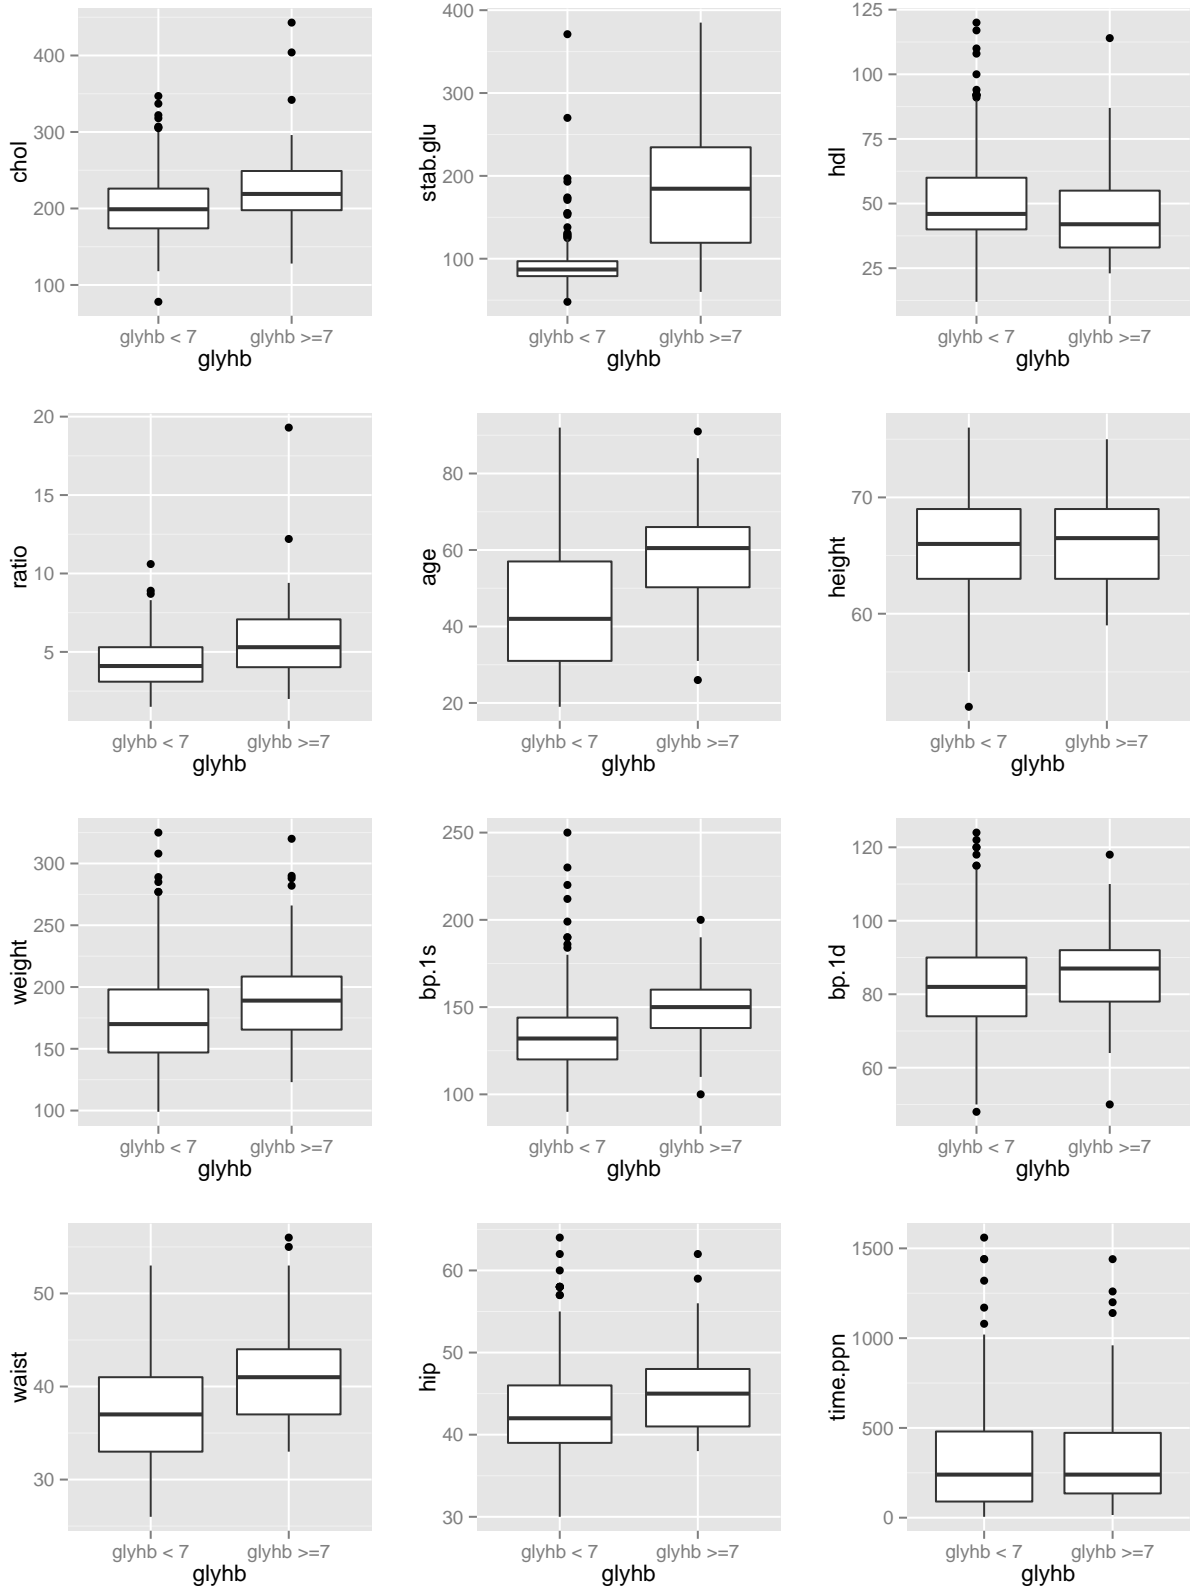 chol
400
300
200
100
glyhb < 7 glyhb >=7
glyhb
stab.glu
400
300
200
100
glyhb < 7 glyhb >=7
glyhb
hdl
125
100
75
50
25
glyhb < 7 glyhb >=7
glyhb
ratio
20
15
10
5
glyhb < 7 glyhb >=7
glyhb
age
80
60
40
20
glyhb < 7 glyhb >=7
glyhb
height
70
60
glyhb < 7 glyhb >=7
glyhb
weight
300
250
200
150
100
glyhb < 7 glyhb >=7
glyhb
bp.1s
250
200
150
100
glyhb < 7 glyhb >=7
glyhb
bp.1d
120
100
80
60
glyhb < 7 glyhb >=7
glyhb
waist
50
40
30
glyhb < 7 glyhb >=7
glyhb
hip
60
50
40
30
glyhb < 7 glyhb >=7
glyhb
time.ppn
1500
1000
500
0
glyhb < 7 glyhb >=7
glyhb